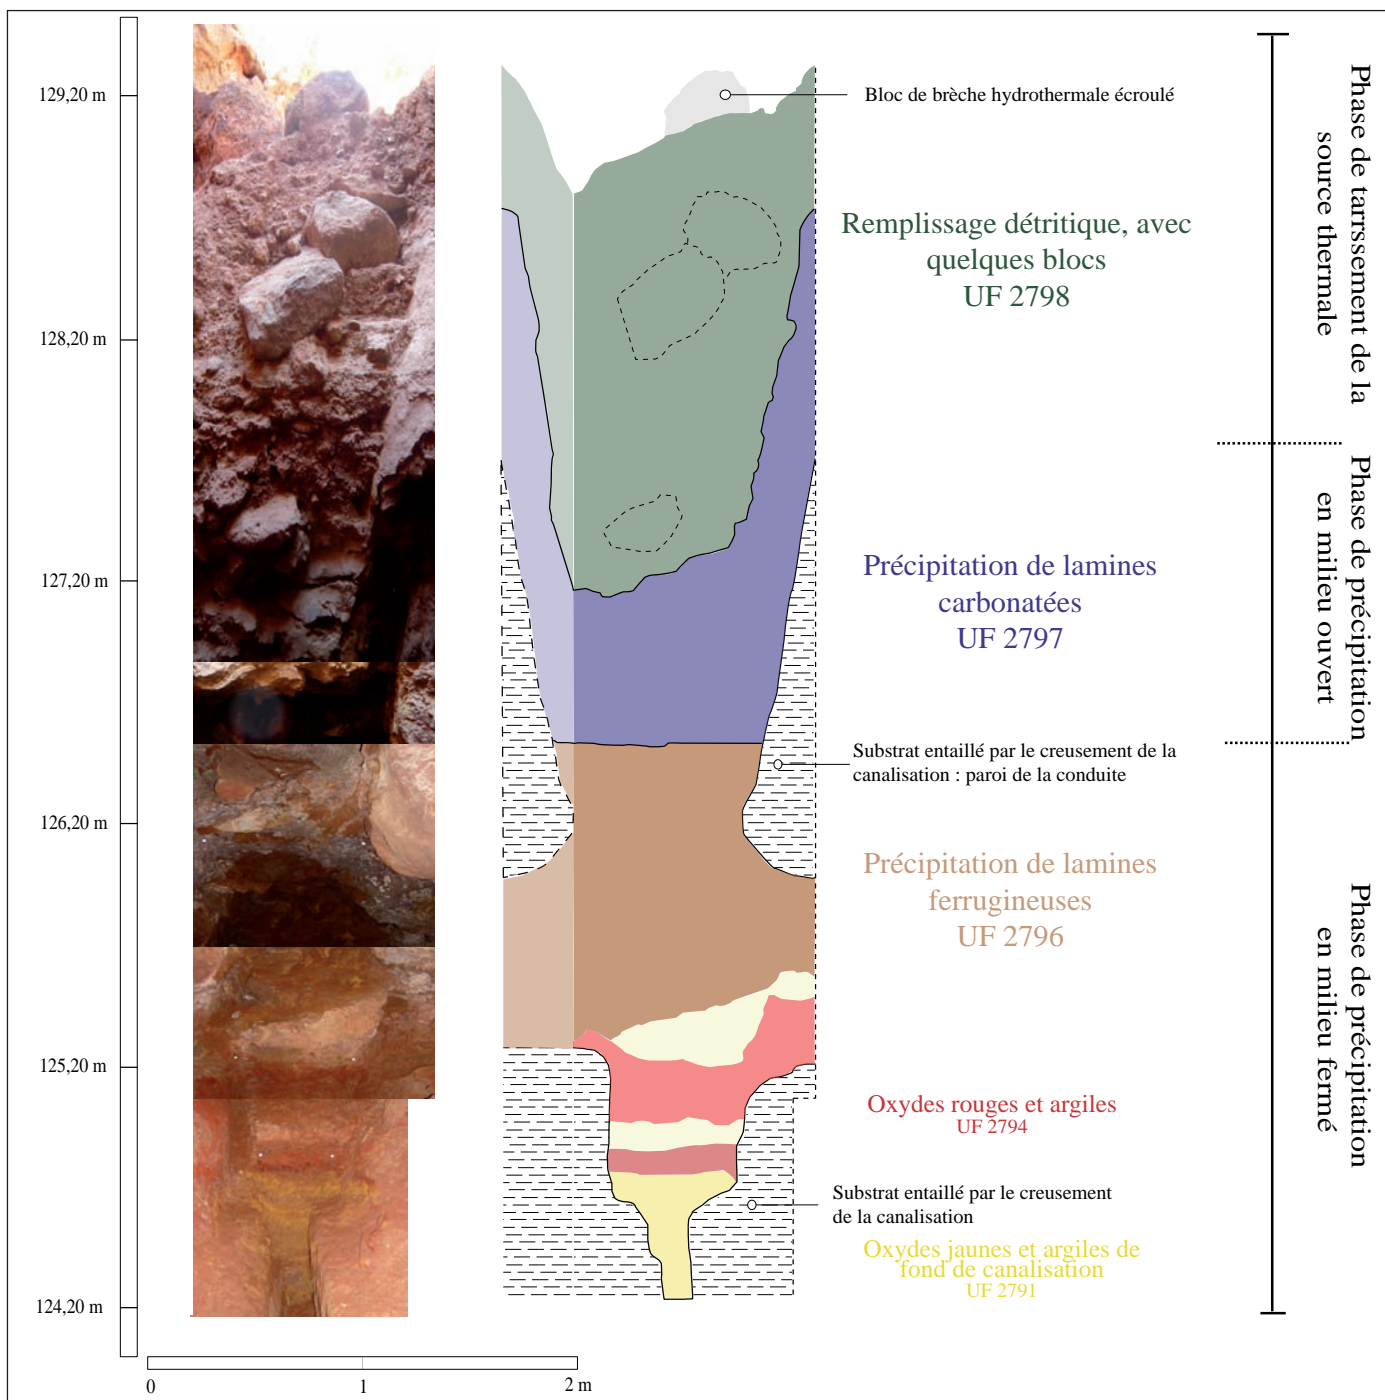 129,20 m
128,20 m
127,20 m
126,20 m
125,20 m
124,20 m
0
1
2 m
Bloc de brèche hydrothermale écroulé
Remplissage détritique, avec
quelques blocs
UF 2798
Précipitation de lamines
carbonatées
UF 2797
Substrat entaillé par le creusement de la
canalisation : paroi de la conduite
Précipitation de lamines
ferrugineuses
UF 2796
Oxydes rouges et argiles
UF 2794
Substrat entaillé par le creusement
de la canalisation
Oxydes jaunes et argiles de
fond de canalisation
UF 2791
Phase de tarrssement de la
source thermale
Phase de précipitation
en milieu ouvert
Phase de précipitation
en milieu fermé